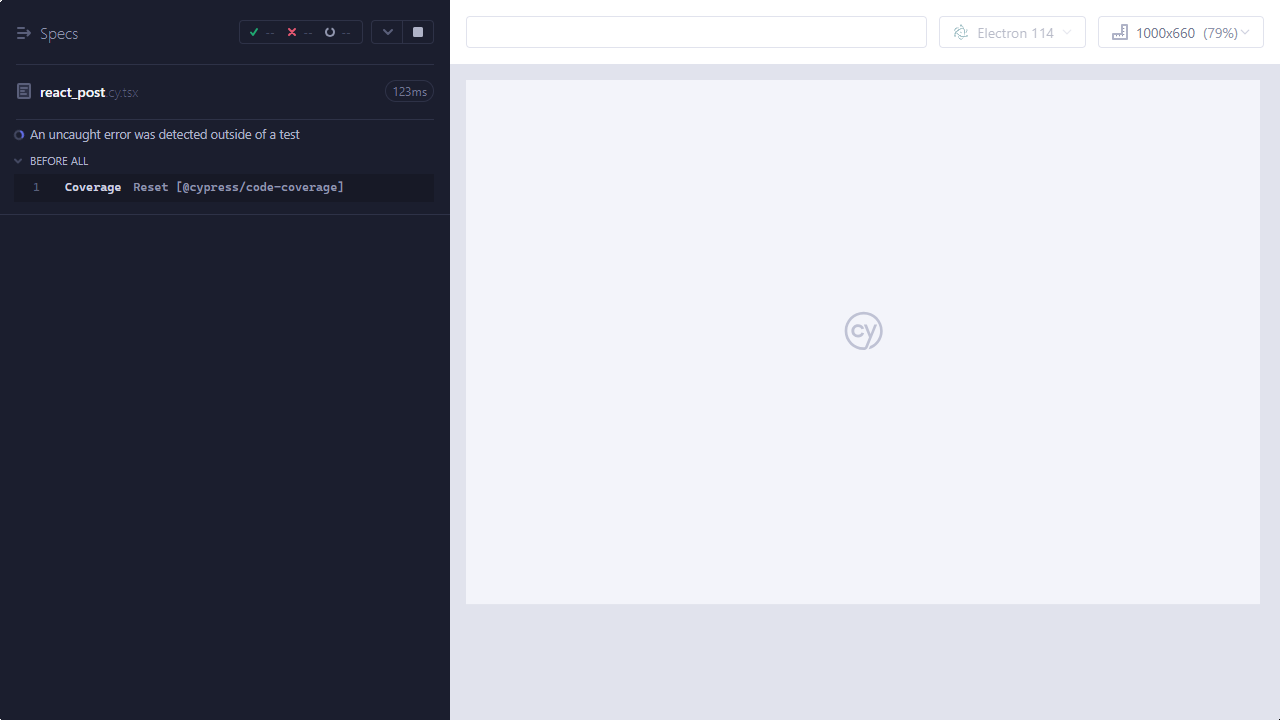 Specs
--
--
--
Electron 114
1000x660 (79%)
react_post.cy.tsx
123ms
An uncaught error was detected outside of a test
BEFORE ALL
1 Coverage Reset [@cypress/code-coverage]
cy